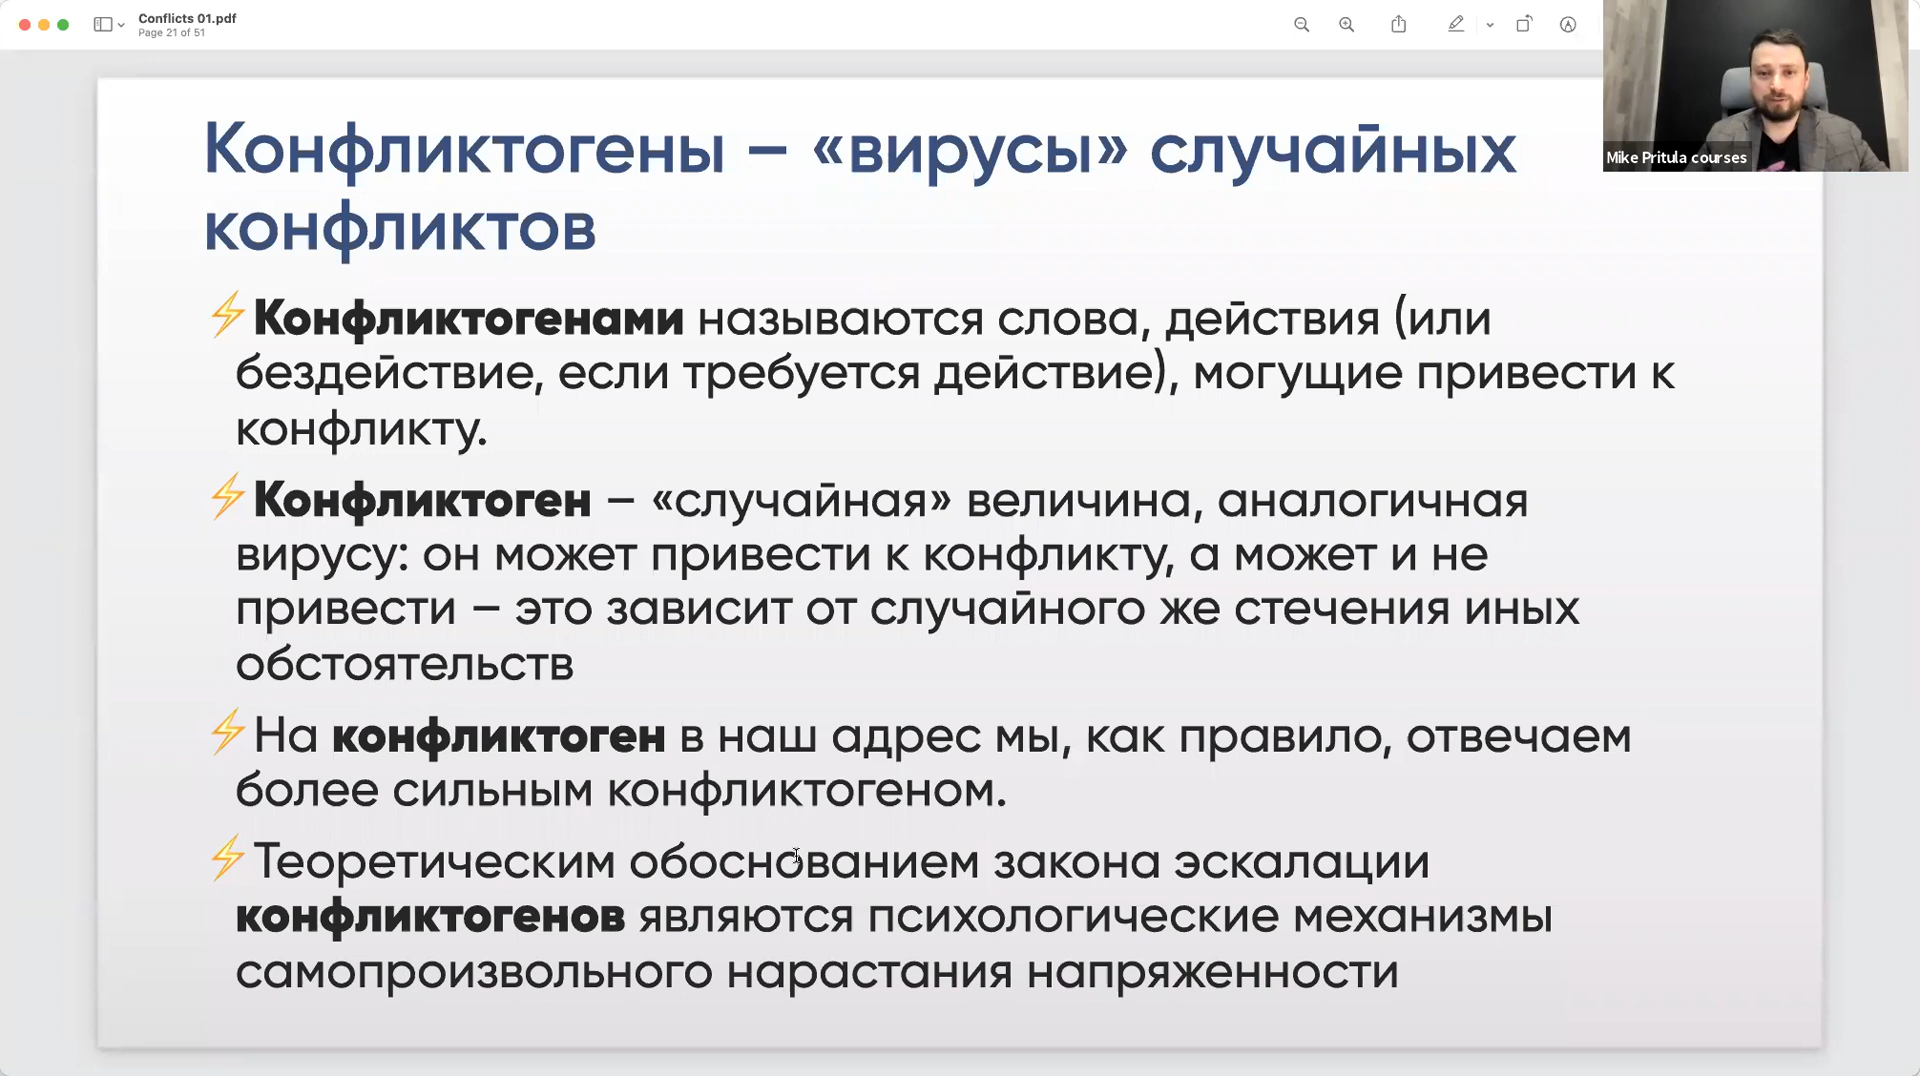 Conflicts 01.pdf
Page 21 of 51
Mike Pritula courses
Конфликтогены – «вирусы» случайных
конфликтов
⚡Конфликтогенами называются слова, действия (или
бездействие, если требуется действие), могущие привести к
конфликту.
⚡Конфликтоген – «случайная» величина, аналогичная
вирусу: он может привести к конфликту, а может и не
привести – это зависит от случайного же стечения иных
обстоятельств
⚡На конфликтоген в наш адрес мы, как правило, отвечаем
более сильным конфликтогеном.
⚡Теоретическим обоснованием закона эскалации
конфликтогенов являются психологические механизмы
самопроизвольного нарастания напряженности